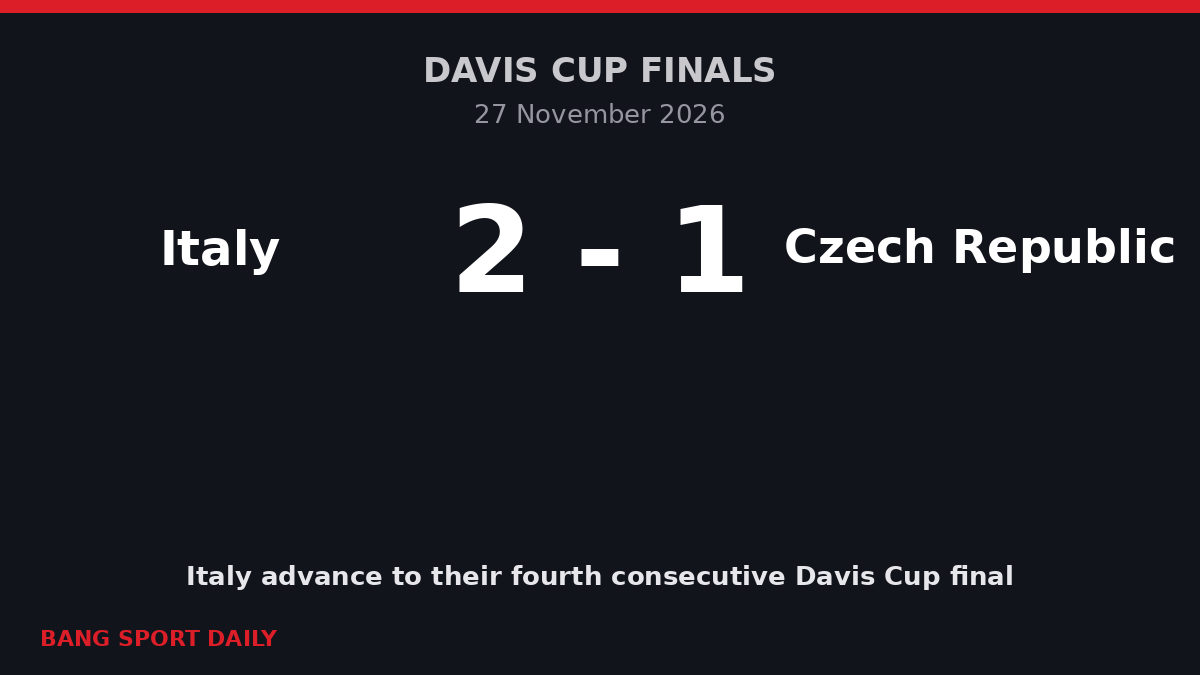 DAVIS CUP FINALS
27 November 2026
Italy 2 - 1 Czech Republic
Italy advance to their fourth consecutive Davis Cup final
BANG SPORT DAILY